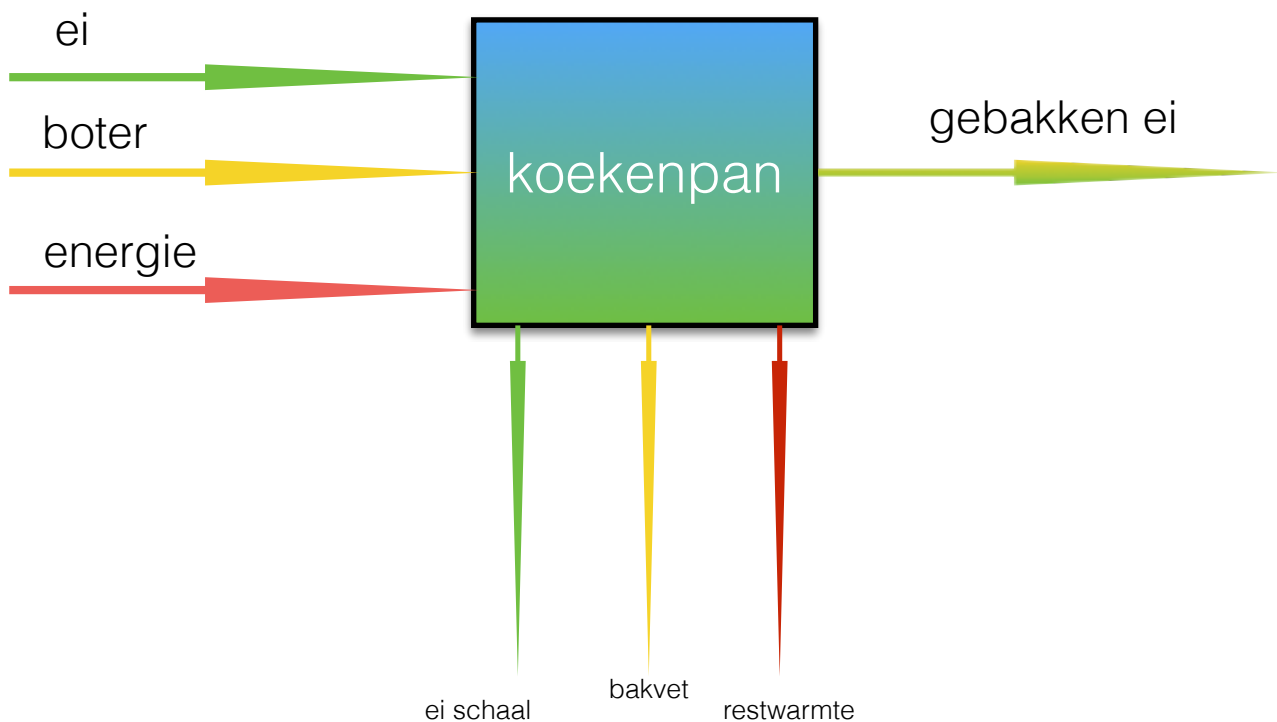 ei
boter
energie
koekenpan
gebakken ei
ei schaal
bakvet
restwarmte